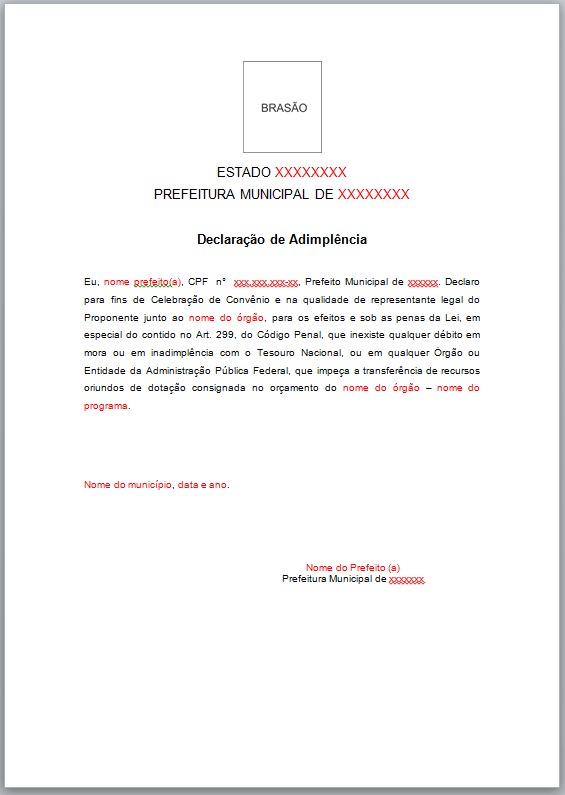 BRASÃO
ESTADO XXXXXXXX
PREFEITURA MUNICIPAL DE XXXXXXXX
Declaração de Adimplência
Eu, nome prefeito(a), CPF n° xxx.xxx.xxx-xx, Prefeito Municipal de xxxxxx. Declaro
para fins de Celebração de Convênio e na qualidade de representante legal do
Proponente junto ao nome do órgão, para os efeitos e sob as penas da Lei, em
especial do contido no Art. 299, do Código Penal, que inexiste qualquer débito em
mora ou em inadimplência com o Tesouro Nacional, ou em qualquer Órgão ou
Entidade da Administração Pública Federal, que impeça a transferência de recursos
oriundos de dotação consignada no orçamento do nome do órgão – nome do
programa.
Nome do município, data e ano.
Nome do Prefeito (a)
Prefeitura Municipal de xxxxxxx